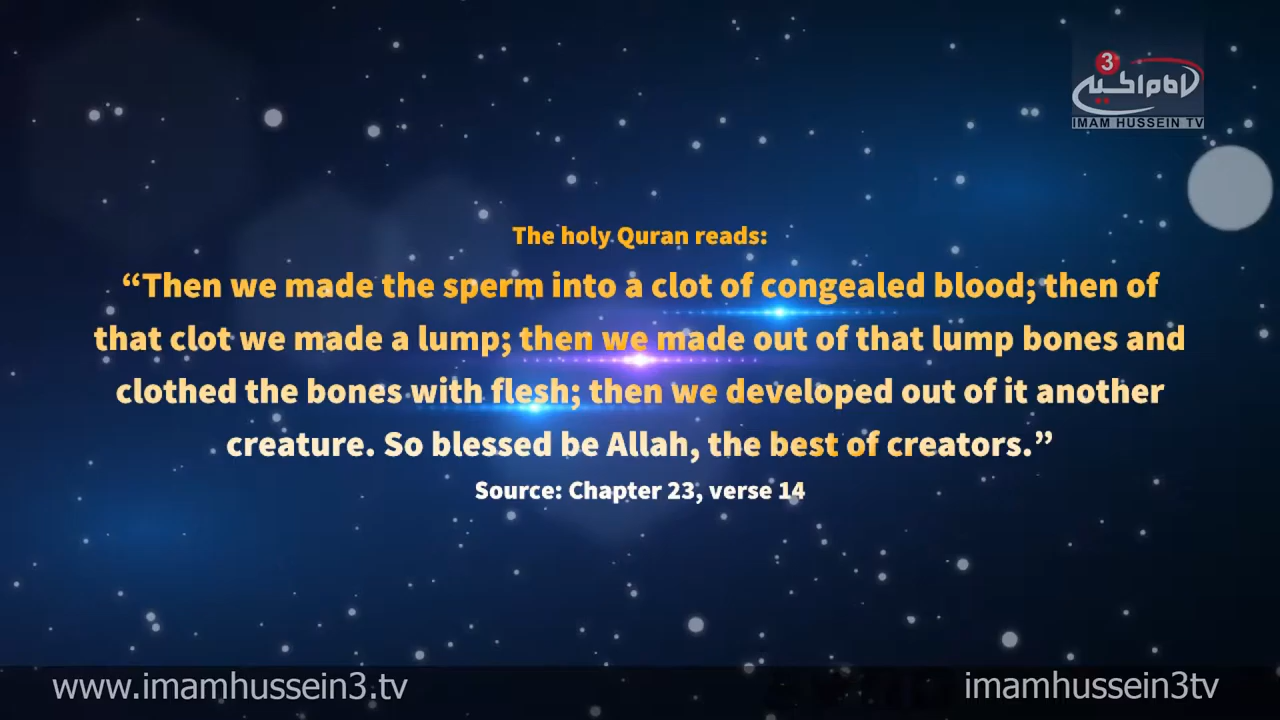 3
IMAM HUSSEIN TV
The holy Quran reads:
“Then we made the sperm into a clot of congealed blood; then of
that clot we made a lump; then we made out of that lump bones and
clothed the bones with flesh; then we developed out of it another
creature. So blessed be Allah, the best of creators.”
Source: Chapter 23, verse 14
www.imamhussein3.tv
imamhussein3tv